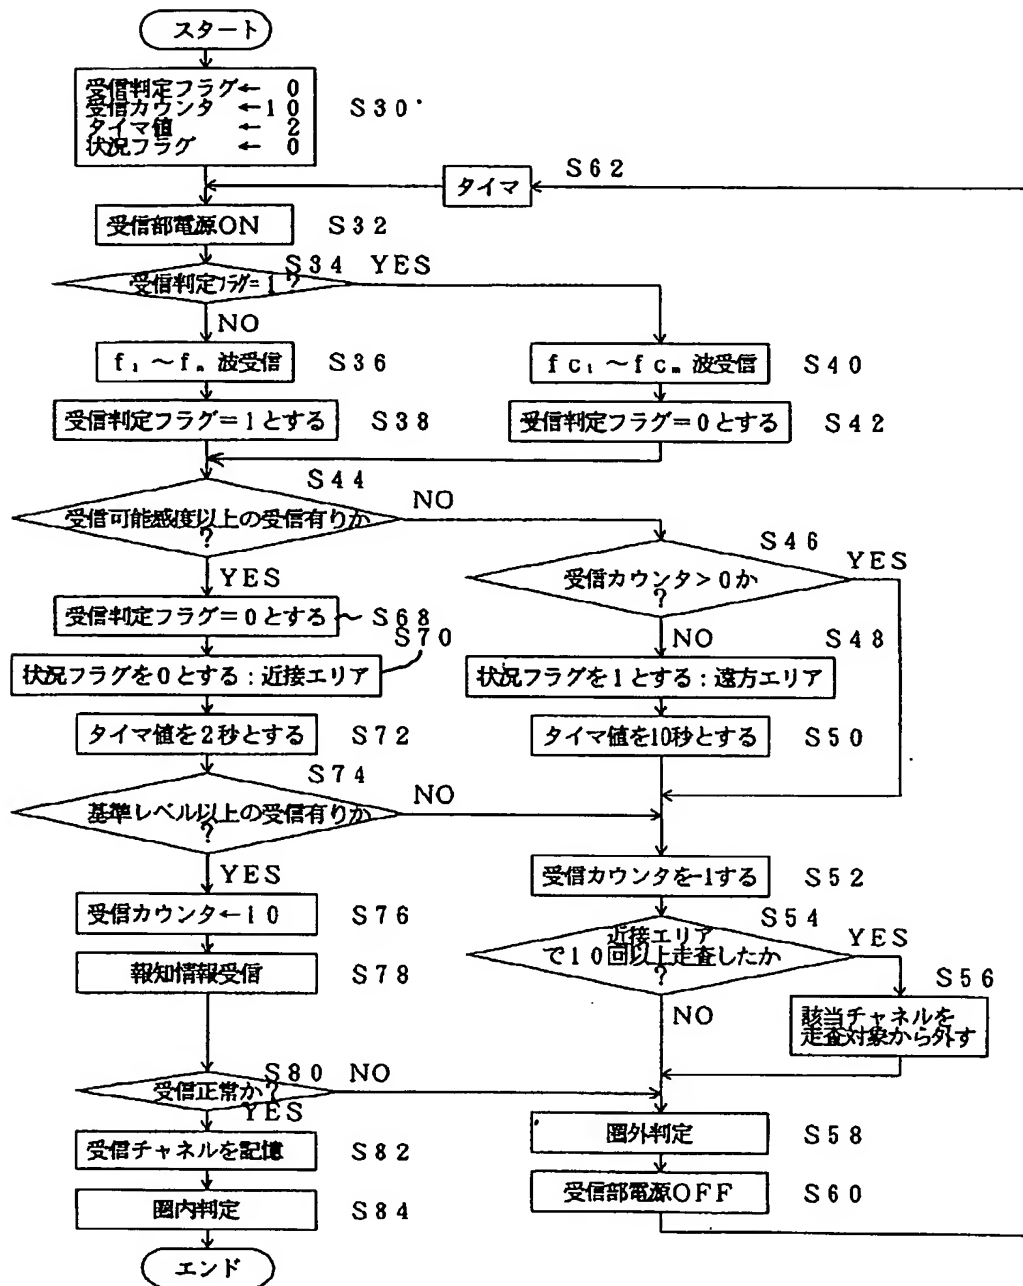 スタート
受信判定フラグ← 0
受信カウンタ ←10
タイマ値 ← 2
状況フラグ ← 0
S30
タイマ
S62
受信部電源ON
S32
受信判定フラグ=1?
S34
YES
NO
f₁~fₙ波受信
S36
fc₁~fcₘ波受信
S40
受信判定フラグ=1とする
S38
受信判定フラグ=0とする
S42
S44
受信可能感度以上の受信有りか
?
NO
YES
S46
受信カウンタ>0か
?
YES
NO
受信判定フラグ=0とする
S68
S70
状況フラグを0とする:近接エリア
S48
状況フラグを1とする:遠方エリア
タイマ値を2秒とする
S72
タイマ値を10秒とする
S50
S74
基準レベル以上の受信有りか
?
NO
YES
受信カウンタを-1する
S52
受信カウンタ←10
S76
S54
近接エリア
で10回以上走査したか
?
YES
NO
報知情報受信
S78
S56
該当チャネルを
走査対象から外す
S80
受信正常か?
NO
YES
圏外判定
S58
受信チャネルを記憶
S82
受信部電源OFF
S60
圏内判定
S84
エンド